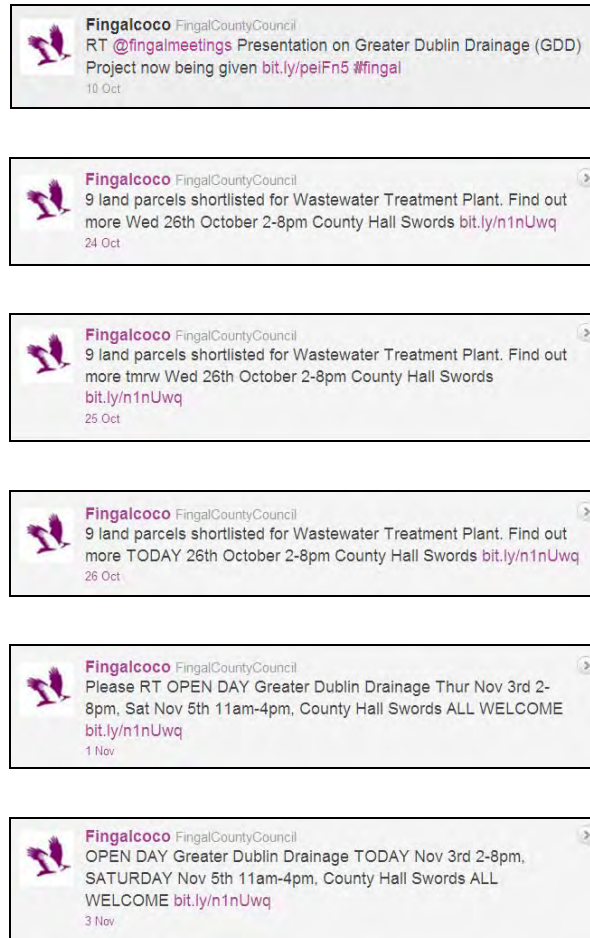 Fingalcoco FingalCountyCouncil
RT @fingalmeetings Presentation on Greater Dublin Drainage (GDD)
Project now being given bit.ly/peiFn5 #fingal
10 Oct
Fingalcoco FingalCountyCouncil
9 land parcels shortlisted for Wastewater Treatment Plant. Find out
more Wed 26th October 2-8pm County Hall Swords bit.ly/n1nUwq
24 Oct
Fingalcoco FingalCountyCouncil
9 land parcels shortlisted for Wastewater Treatment Plant. Find out
more tmrw Wed 26th October 2-8pm County Hall Swords
bit.ly/n1nUwq
25 Oct
Fingalcoco FingalCountyCouncil
9 land parcels shortlisted for Wastewater Treatment Plant. Find out
more TODAY 26th October 2-8pm County Hall Swords bit.ly/n1nUwq
26 Oct
Fingalcoco FingalCountyCouncil
Please RT OPEN DAY Greater Dublin Drainage Thur Nov 3rd 2-
8pm, Sat Nov 5th 11am-4pm, County Hall Swords ALL WELCOME
bit.ly/n1nUwq
1 Nov
Fingalcoco FingalCountyCouncil
OPEN DAY Greater Dublin Drainage TODAY Nov 3rd 2-8pm,
SATURDAY Nov 5th 11am-4pm, County Hall Swords ALL
WELCOME bit.ly/n1nUwq
3 Nov